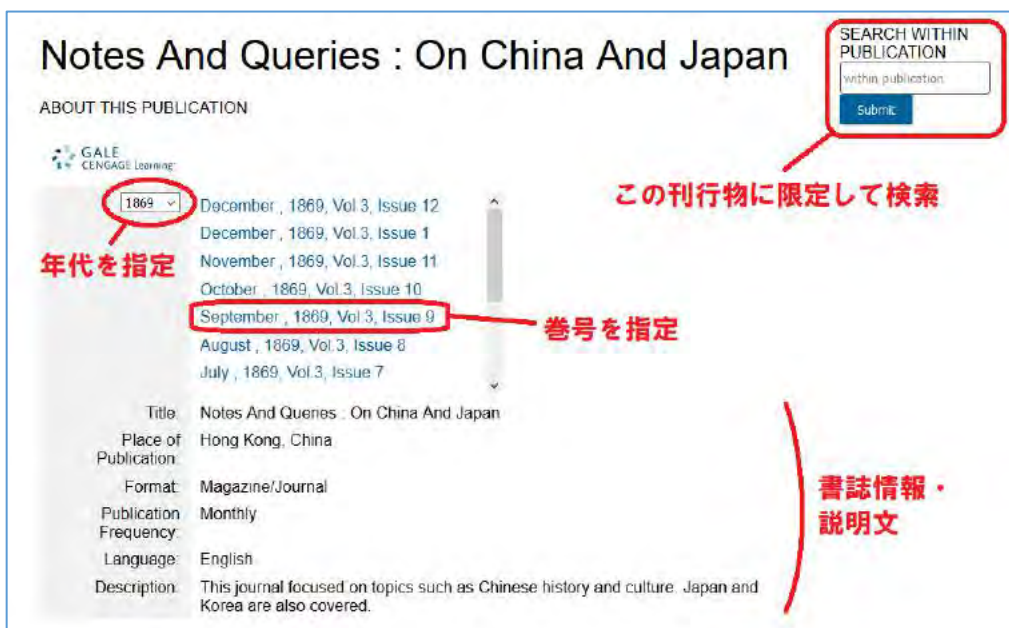 Notes And Queries : On China And Japan
SEARCH WITHIN
PUBLICATION
within publication
Submit
ABOUT THIS PUBLICATION
GALE
CENGAGE Learning
この刊行物に限定して検索
1869
年代を指定
December , 1869, Vol.3, Issue 12
December , 1869, Vol.3, Issue 1
November , 1869, Vol.3, Issue 11
October , 1869, Vol.3, Issue 10
September , 1869, Vol.3, Issue 9
巻号を指定
August , 1869, Vol.3, Issue 8
July , 1869, Vol.3, Issue 7
Title: Notes And Queries : On China And Japan
Place of Publication: Hong Kong, China
Format: Magazine/Journal
Publication Frequency: Monthly
Language: English
Description: This journal focused on topics such as Chinese history and culture. Japan and
Korea are also covered.
書誌情報・
説明文